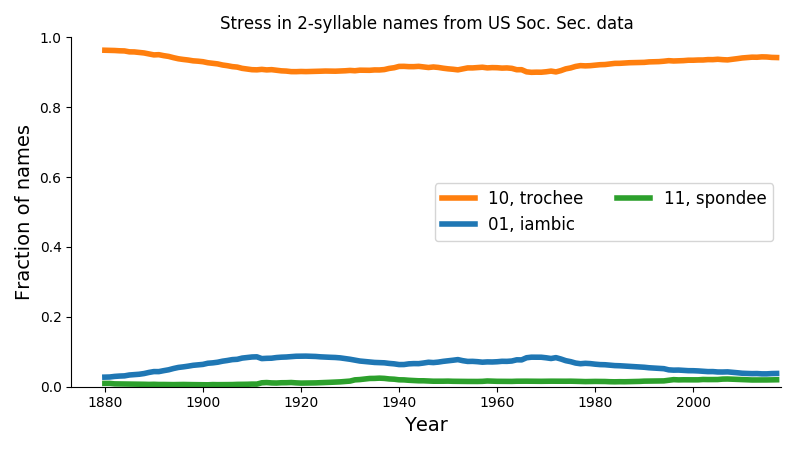 Stress in 2-syllable names from US Soc. Sec. data
1.0
0.8
0.6
0.4
0.2
0.0
Fraction of names
10, trochee
01, iambic
11, spondee
1880 1900 1920 1940 1960 1980 2000
Year